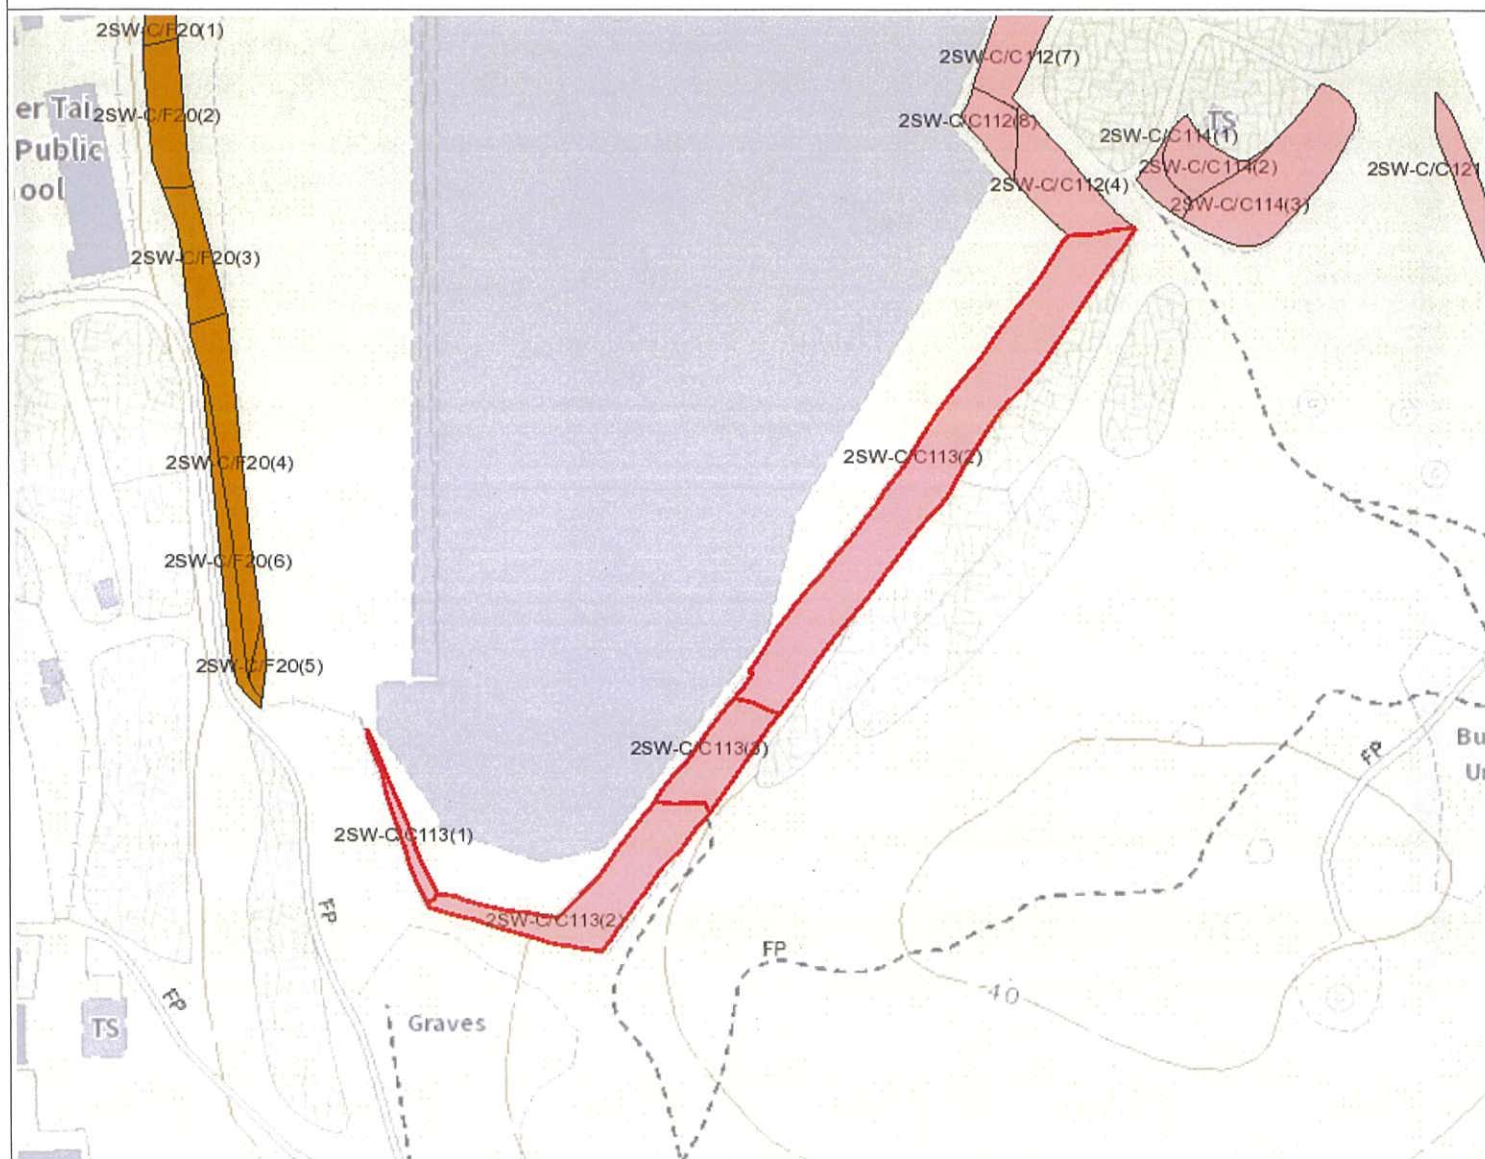 2SW-C/F20(1)
2SW-C/C112(7)
er Tai
2SW-C/F20(2)
2SW-C/C112(8)
TS
2SW-C/C114(1)
Public
2SW-C/C114(2)
2SW-C/C121
ool
2SW-C/C112(4)
2SW-C/C114(3)
2SW-C/F20(3)
2SW-C/C113(2)
2SW-C/F20(4)
2SW-C/F20(6)
2SW-C/F20(5)
2SW-C/C113(3)
Bu
FP
Ur
2SW-C/C113(1)
2SW-C/C113(2)
FP
FP
40
FP
TS
Graves